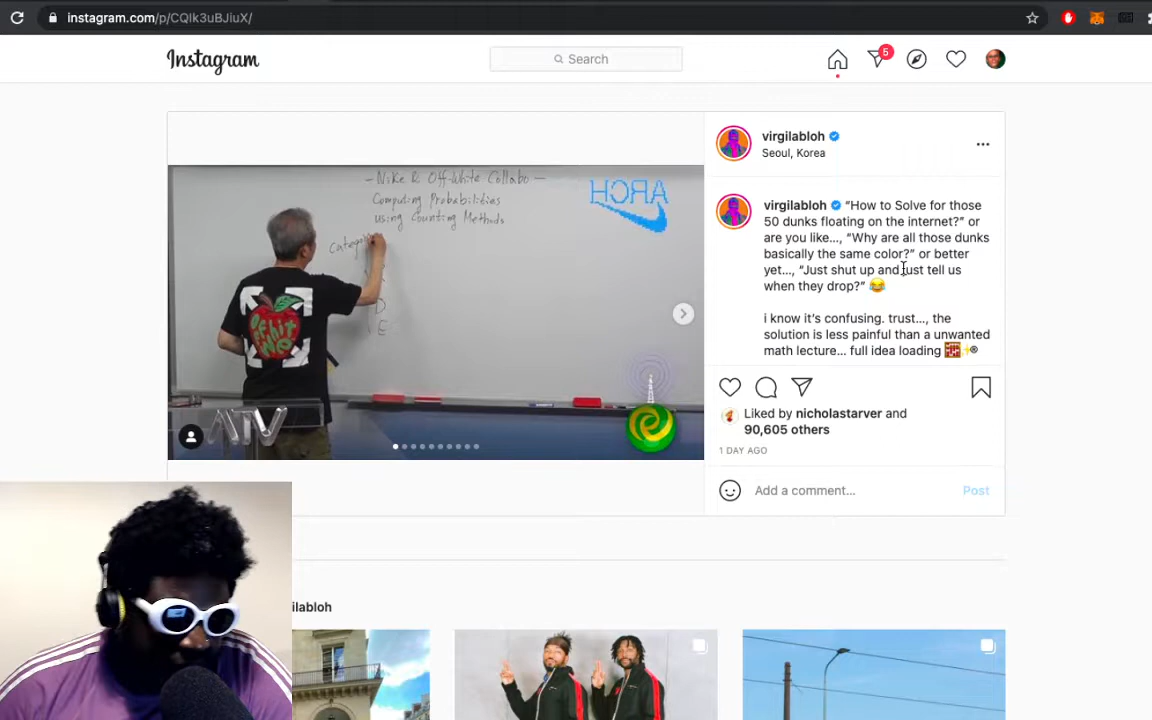 instagram.com/p/CQIk3uBJiuX/
Instagram
Search
5
- Nike & Off-White Collabo -
Computing Probabilities
using Counting Methods
Category
D
E
ARCH
virgilabloh
Seoul, Korea
virgilabloh “How to Solve for those
50 dunks floating on the internet?” or
are you like…, “Why are all those dunks
basically the same color?” or better
yet…, “Just shut up and just tell us
when they drop?” 😂
i know it’s confusing. trust…, the
solution is less painful than a unwanted
math lecture… full idea loading 🧱✨®
Liked by nicholastarver and
90,605 others
1 DAY AGO
Add a comment...
Post
ilabloh